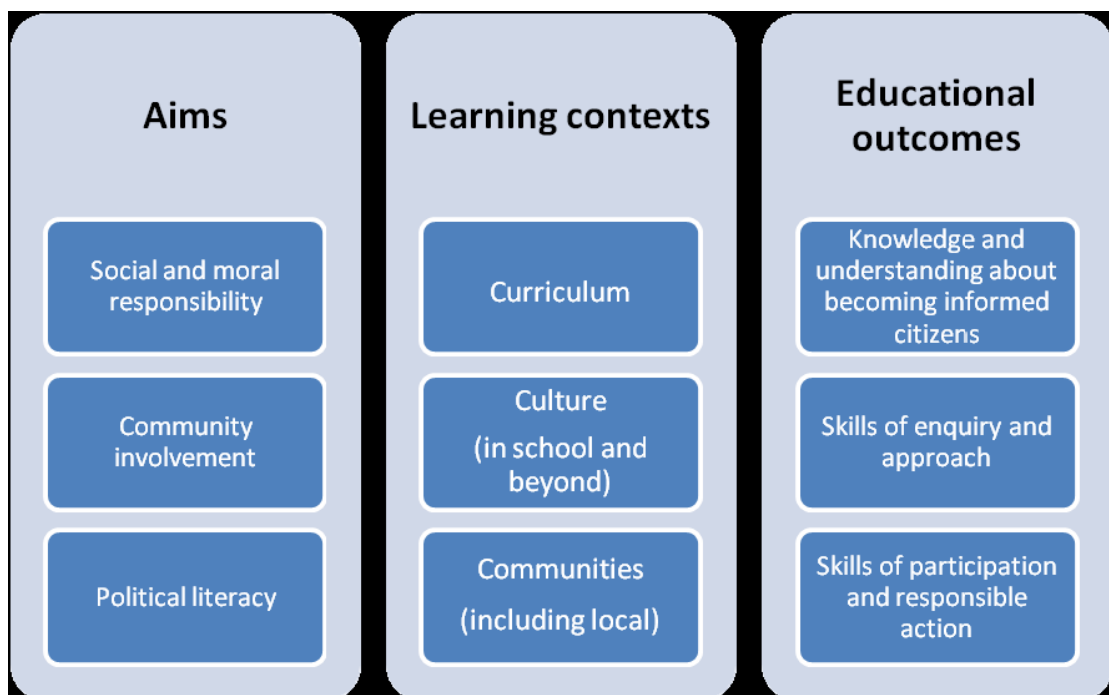 Aims
Social and moral
responsibility
Community
involvement
Political literacy
Learning contexts
Curriculum
Culture
(in school and
beyond)
Communities
(including local)
Educational
outcomes
Knowledge and
understanding about
becoming informed
citizens
Skills of enquiry and
approach
Skills of participation
and responsible
action